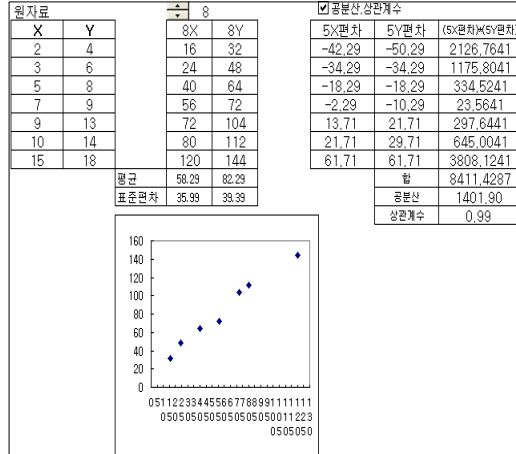 원자료 8 공분산,상관계수
X Y 8X 8Y 5X편차 5Y편차 (5X편차)*(5Y편차)
2 4 16 32 -42.29 -50.29 2126.7641
3 6 24 48 -34.29 -34.29 1175.8041
5 8 40 64 -18.29 -18.29 334.5241
7 9 56 72 -2.29 -10.29 23.5641
9 13 72 104 13.71 21.71 297.6441
10 14 80 112 21.71 29.71 645.0041
15 18 120 144 61.71 61.71 3808.1241
평균 58.29 82.29 합 8411.4287
표준편차 35.99 39.39 공분산 1401.90
상관계수 0.99
160
140
120
100
80
60
40
20
0